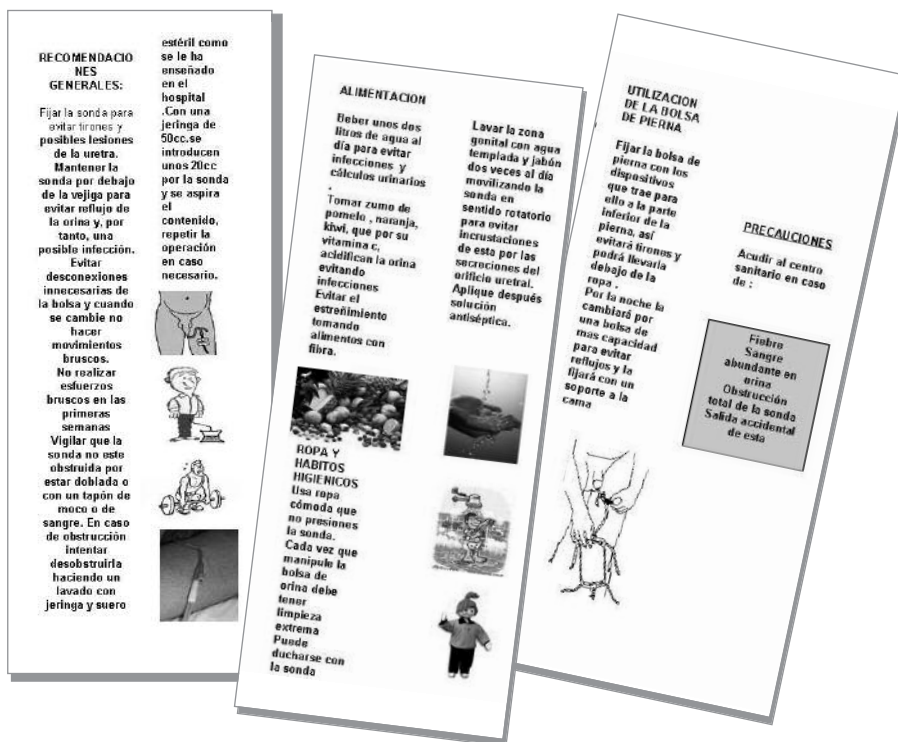 RECOMENDACIO
NES
GENERALES:
Fijar la sonda para
evitar tirones y
posibles lesiones
de la uretra.
Mantener la
sonda por debajo
de la vejiga para
evitar reflujo de
la orina y, por
tanto, una
posible infección.
Evitar
desconexiones
innecesarias de
la bolsa y cuando
se cambie no
hacer
movimientos
bruscos.
No realizar
esfuerzos
bruscos en las
primeras
semanas
Vigilar que la
sonda no este
obstruida por
estar doblada o
con un tapón de
moco o de
sangre. En caso
de obstrucción
intentar
desobstruirla
haciendo un
lavado con
jeringa y suero
estéril como
se le ha
enseñado
en el
hospital
.Con una
jeringa de
50cc.se
introducen
unos 20cc
por la sonda
y se aspira
el
contenido,
repetir la
operación
en caso
necesario.
ALIMENTACION
Beber unos dos
litros de agua al
día para evitar
infecciones y
cálculos urinarios
.
Tomar zumo de
pomelo , naranja,
kiwi, que por su
vitamina c,
acidifican la orina
evitando
infecciones
Evitar el
estreñimiento
tomando
alimentos con
fibra.
ROPA Y
HABITOS
HIGIENICOS
Usa ropa
cómoda que
no presiones
la sonda.
Cada vez que
manipule la
bolsa de
orina debe
tener
limpieza
extrema
Puede
ducharse con
la sonda
Lavar la zona
genital con agua
templada y jabón
dos veces al día
movilizando la
sonda en
sentido rotatorio
para evitar
incrustaciones
de esta por las
secreciones del
orificio uretral.
Aplique después
solución
antiséptica.
UTILIZACION
DE LA BOLSA
DE PIERNA
Fijar la bolsa de
pierna con los
dispositivos
que trae para
ello a la parte
inferior de la
pierna, así
evitará tirones y
podrá llevarla
debajo de la
ropa .
Por la noche la
cambiará por
una bolsa de
mas capacidad
para evitar
reflujos y la
fijará con un
soporte a la
cama
PRECAUCIONES
Acudir al centro
sanitario en caso
de :
Fiebre
Sangre
abundante en
orina
Obstrucción
total de la sonda
Salida accidental
de esta